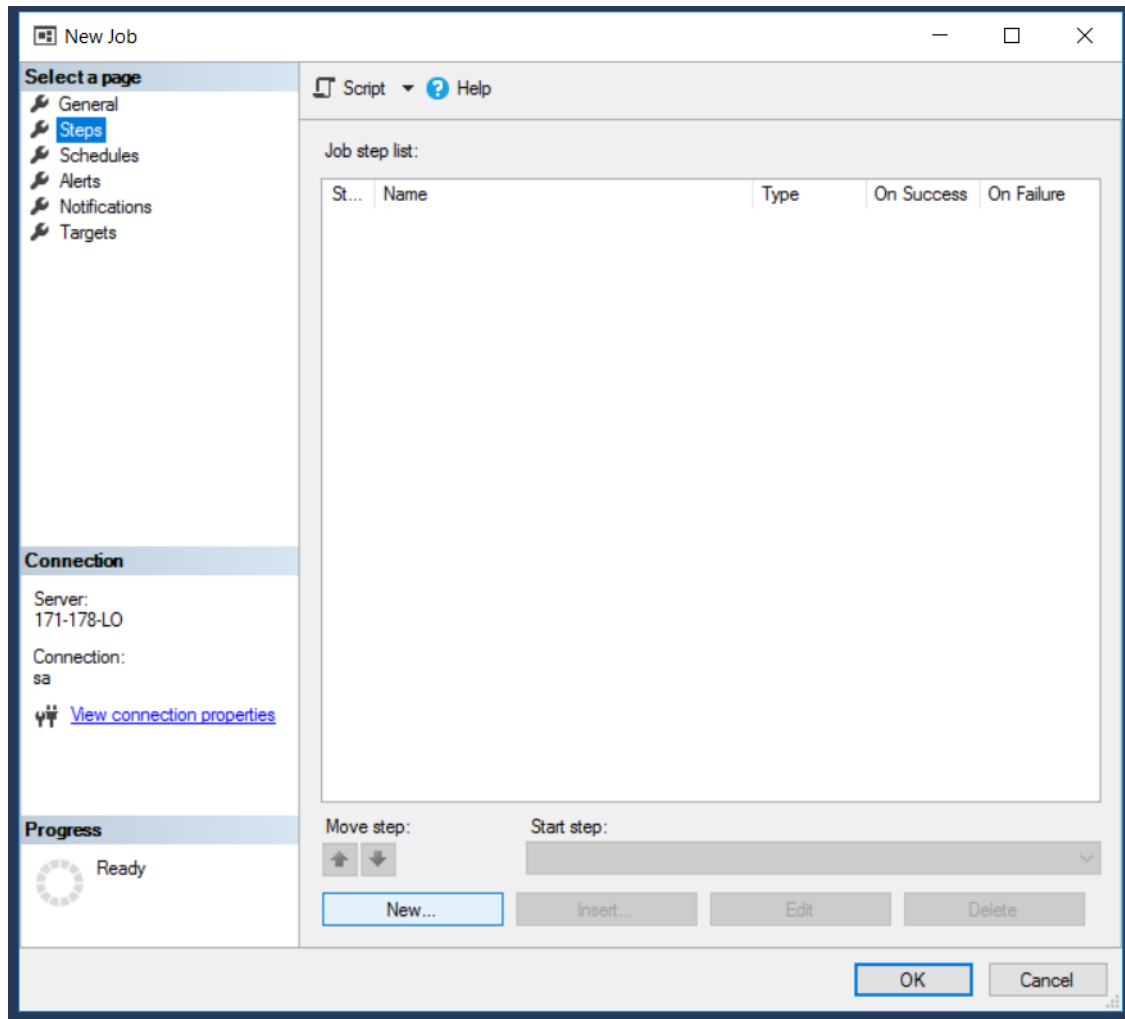 New Job
Select a page
General
Steps
Schedules
Alerts
Notifications
Targets
Script Help
Job step list:
St... Name Type On Success On Failure
Connection
Server:
171-178-LO
Connection:
sa
View connection properties
Progress
Ready
Move step: Start step:
New... Insert... Edit Delete
OK Cancel